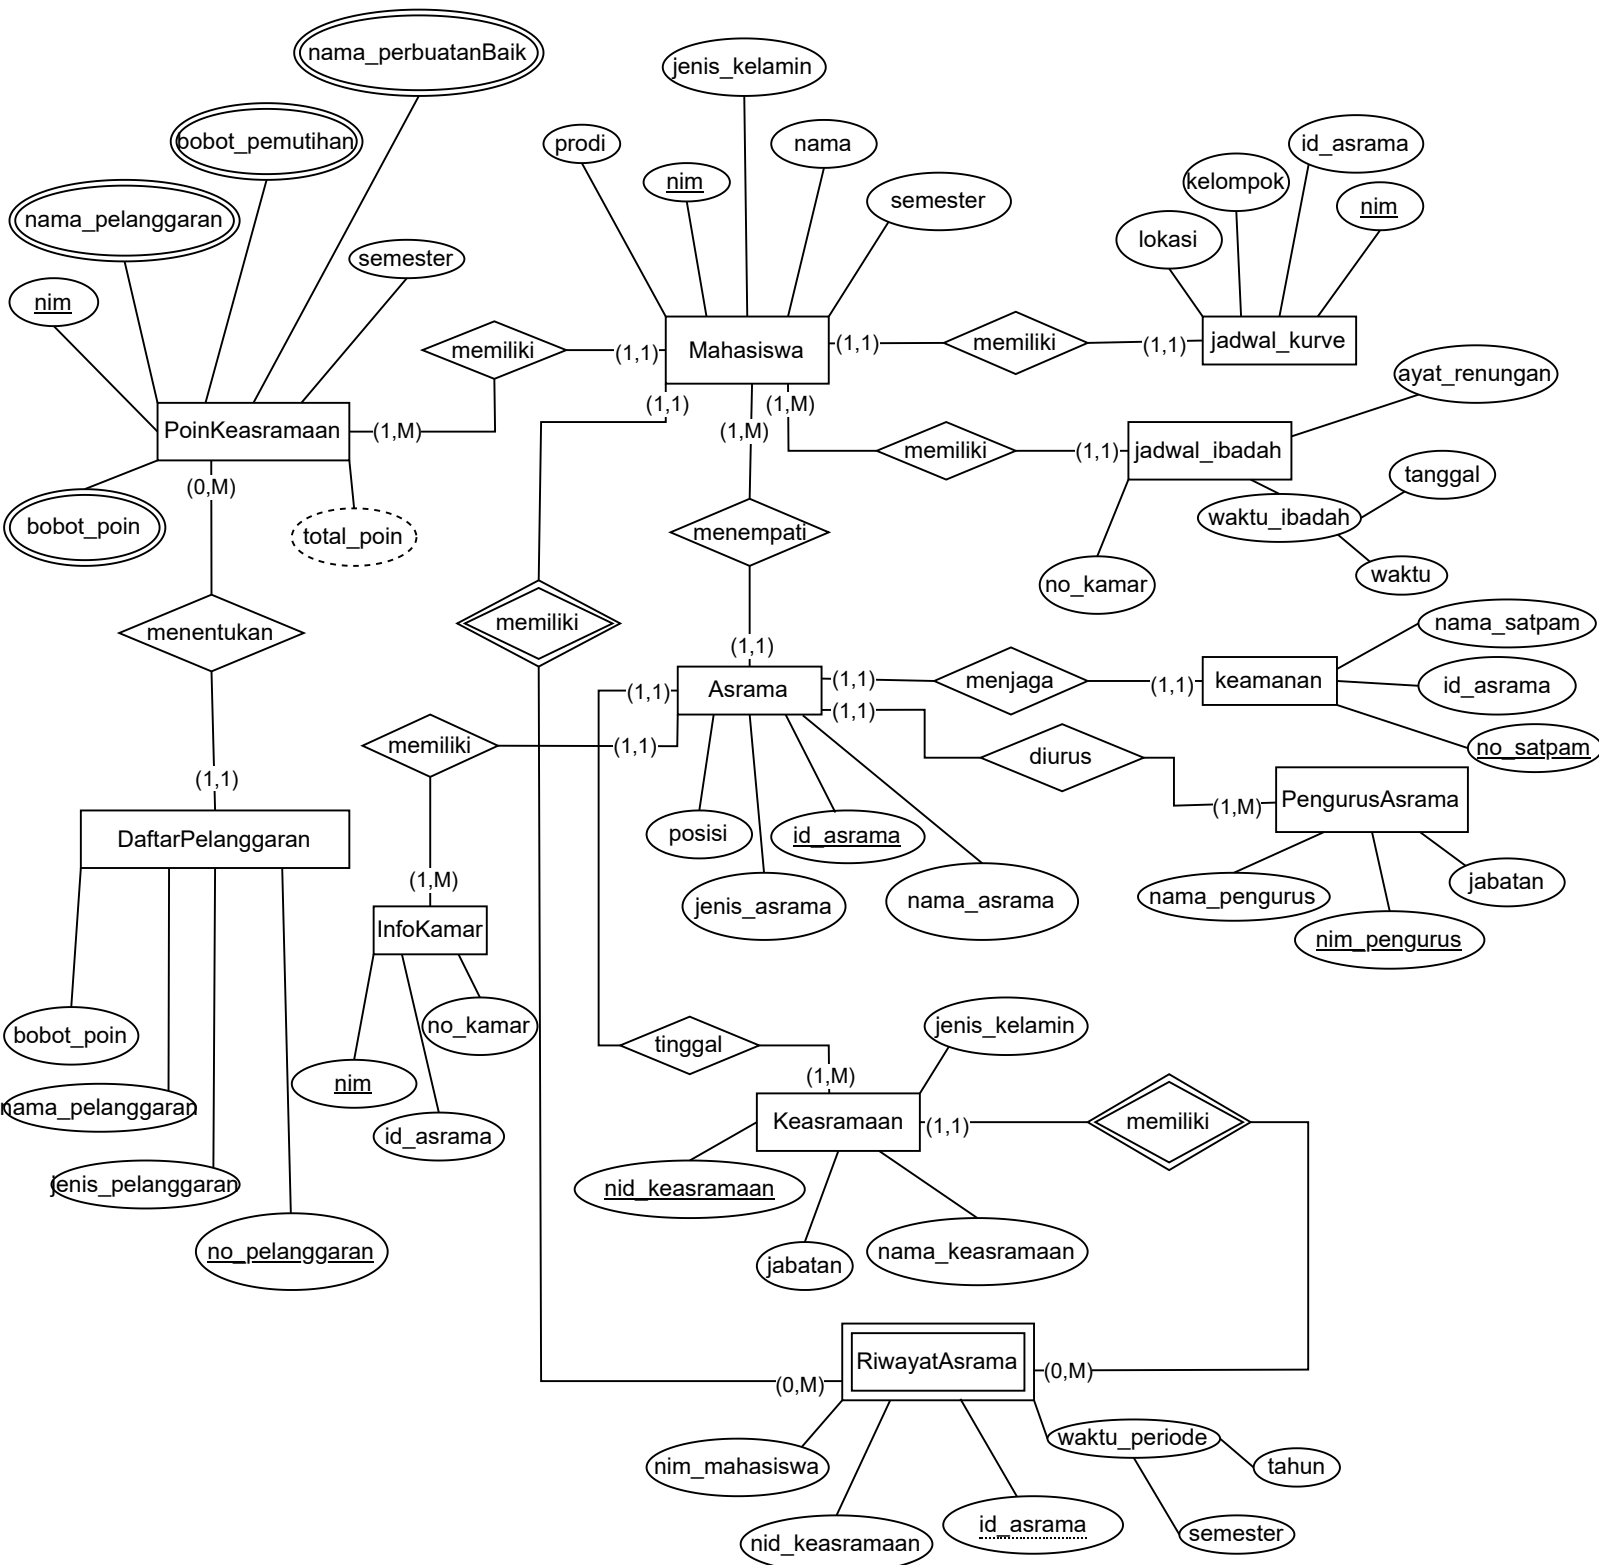 nama_perbuatanBaik
jenis_kelamin
bobot_pemutihan
prodi
nama
id_asrama
nim
kelompok
nama_pelanggaran
semester
nim
lokasi
semester
nim
memiliki
(1,1)
Mahasiswa
(1,1)
memiliki
(1,1)
jadwal_kurve
ayat_renungan
(1,1)
(1,M)
PoinKeasramaan
(1,M)
(1,M)
memiliki
(1,1)
jadwal_ibadah
tanggal
(0,M)
bobot_poin
total_poin
menempati
waktu_ibadah
waktu
no_kamar
menentukan
memiliki
nama_satpam
(1,1)
(1,1)
Asrama
(1,1)
menjaga
(1,1)
keamanan
id_asrama
(1,1)
memiliki
(1,1)
diurus
no_satpam
(1,1)
(1,M)
PengurusAsrama
DaftarPelanggaran
posisi
id_asrama
(1,M)
jenis_asrama
nama_asrama
nama_pengurus
jabatan
InfoKamar
nim_pengurus
bobot_poin
no_kamar
tinggal
jenis_kelamin
nim
(1,M)
nama_pelanggaran
id_asrama
Keasramaan
(1,1)
memiliki
jenis_pelanggaran
nid_keasramaan
no_pelanggaran
jabatan
nama_keasramaan
RiwayatAsrama
(0,M)
(0,M)
waktu_periode
nim_mahasiswa
tahun
id_asrama
semester
nid_keasramaan